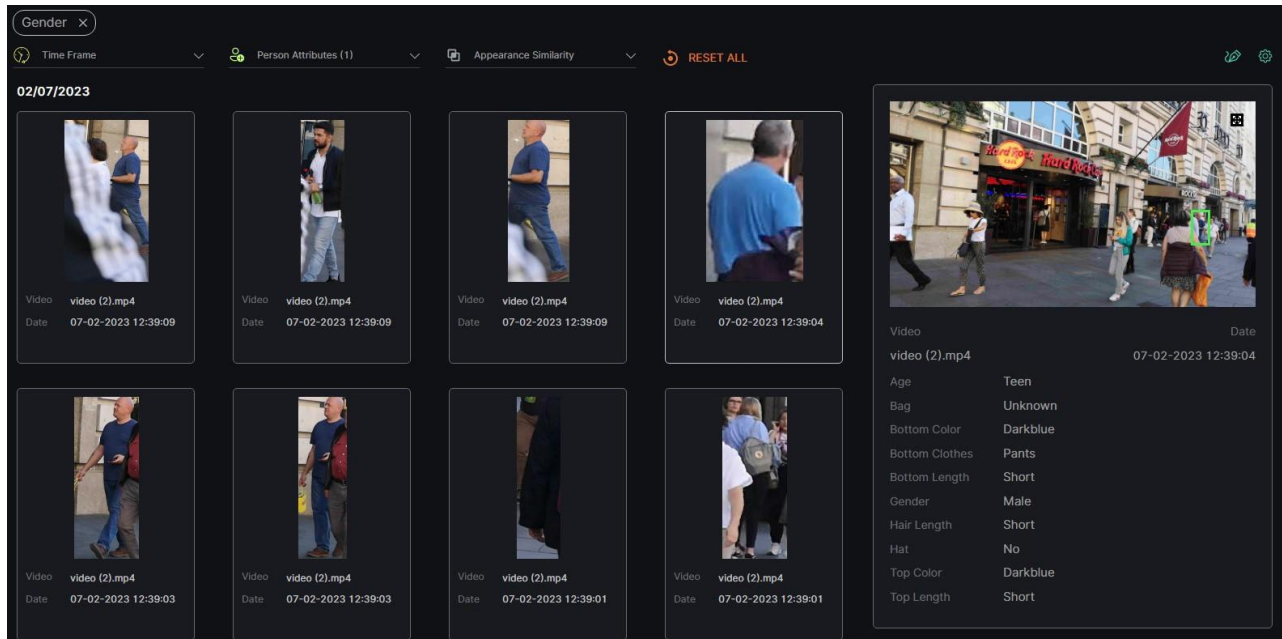 Gender ×
Time Frame
Person Attributes (1)
Appearance Similarity
RESET ALL
02/07/2023
Video video (2).mp4
Date 07-02-2023 12:39:09
Video video (2).mp4
Date 07-02-2023 12:39:09
Video video (2).mp4
Date 07-02-2023 12:39:09
Video video (2).mp4
Date 07-02-2023 12:39:04
Video video (2).mp4
Date 07-02-2023 12:39:03
Video video (2).mp4
Date 07-02-2023 12:39:03
Video video (2).mp4
Date 07-02-2023 12:39:01
Video video (2).mp4
Date 07-02-2023 12:39:01
Hard Rock
CAFE
Hard Rock
ROCK
Video Date
video (2).mp4 07-02-2023 12:39:04
Age Teen
Bag Unknown
Bottom Color Darkblue
Bottom Clothes Pants
Bottom Length Short
Gender Male
Hair Length Short
Hat No
Top Color Darkblue
Top Length Short